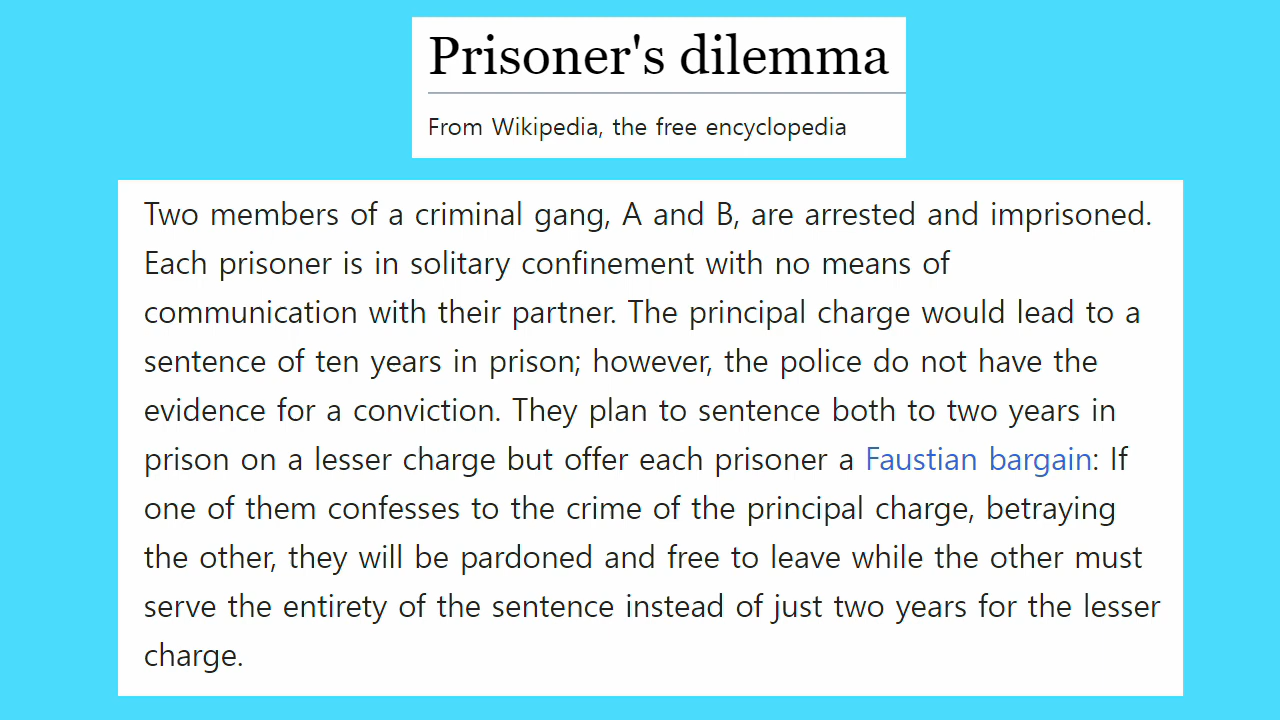 Prisoner's dilemma
From Wikipedia, the free encyclopedia
Two members of a criminal gang, A and B, are arrested and imprisoned.
Each prisoner is in solitary confinement with no means of
communication with their partner. The principal charge would lead to a
sentence of ten years in prison; however, the police do not have the
evidence for a conviction. They plan to sentence both to two years in
prison on a lesser charge but offer each prisoner a Faustian bargain: If
one of them confesses to the crime of the principal charge, betraying
the other, they will be pardoned and free to leave while the other must
serve the entirety of the sentence instead of just two years for the lesser
charge.